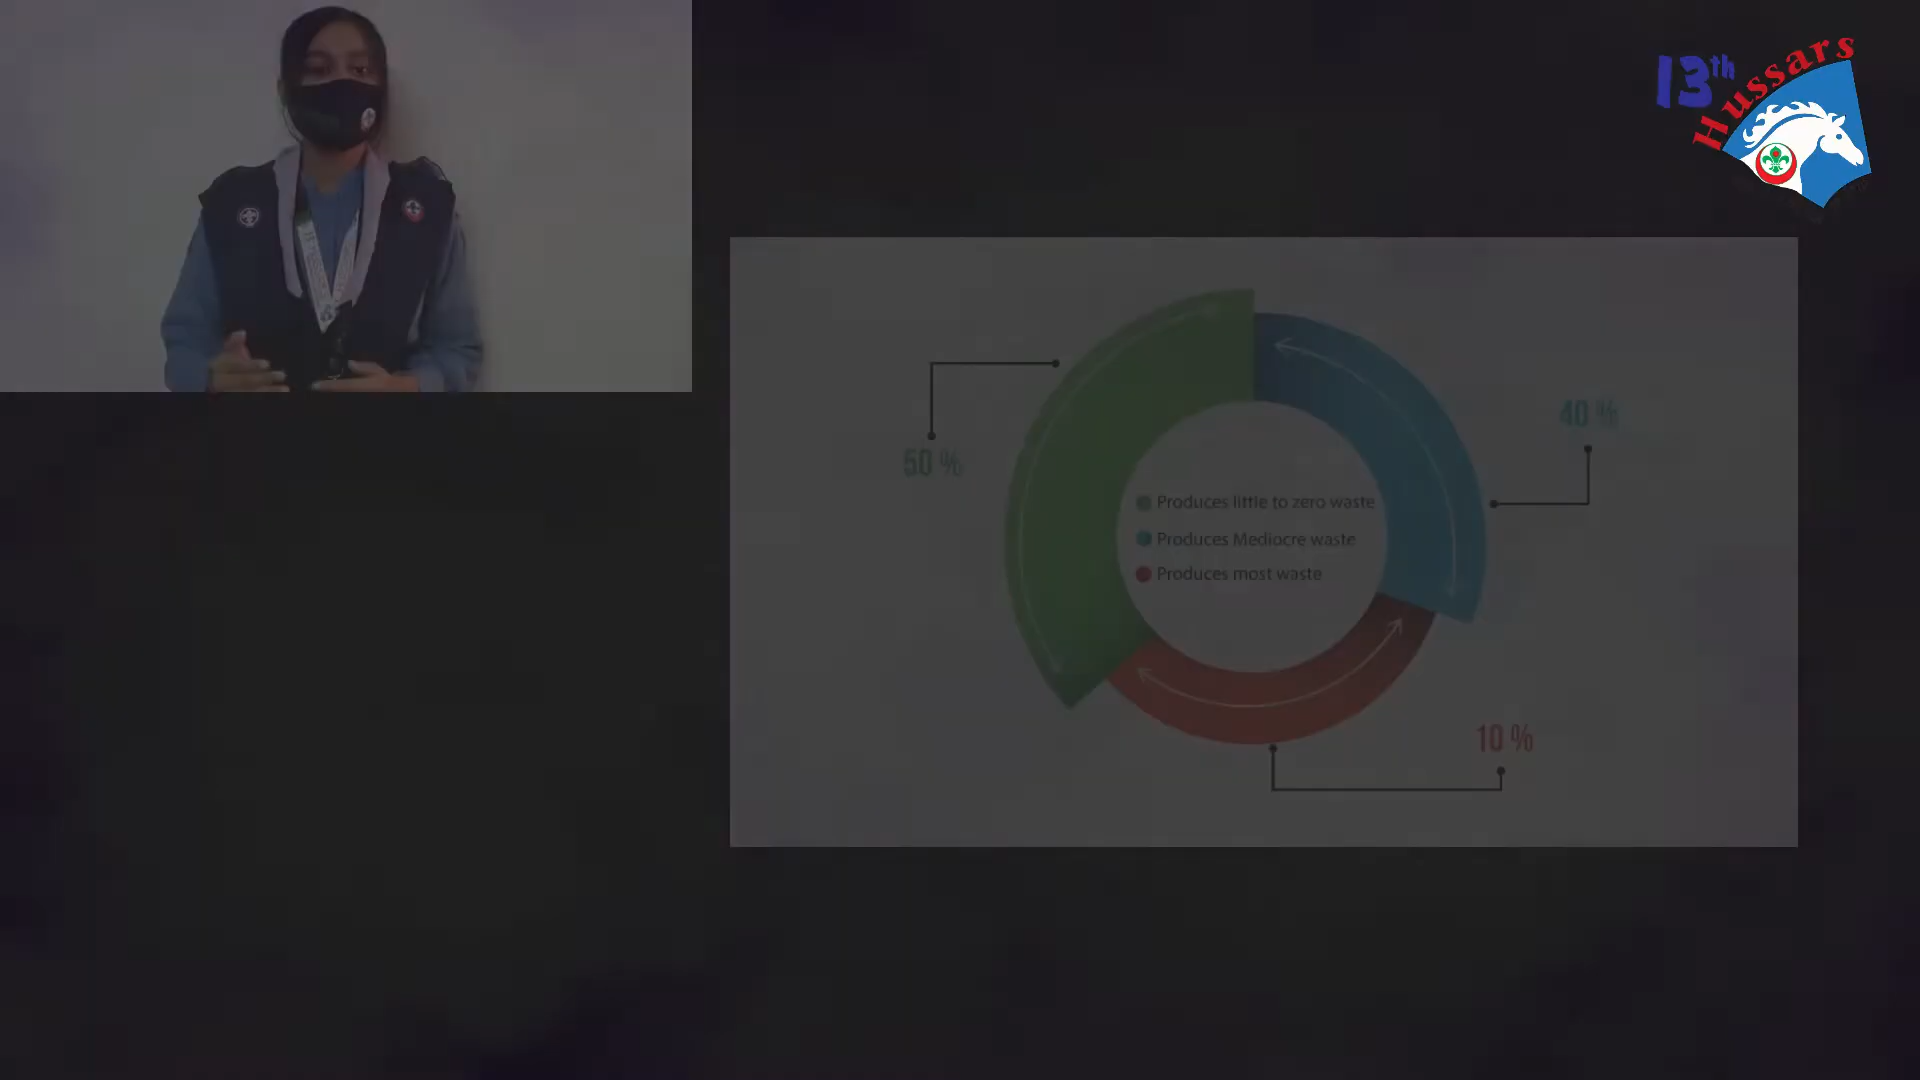 13th
Hussars
50 %
40 %
Produces little to zero waste
Produces Mediocre waste
Produces most waste
10 %